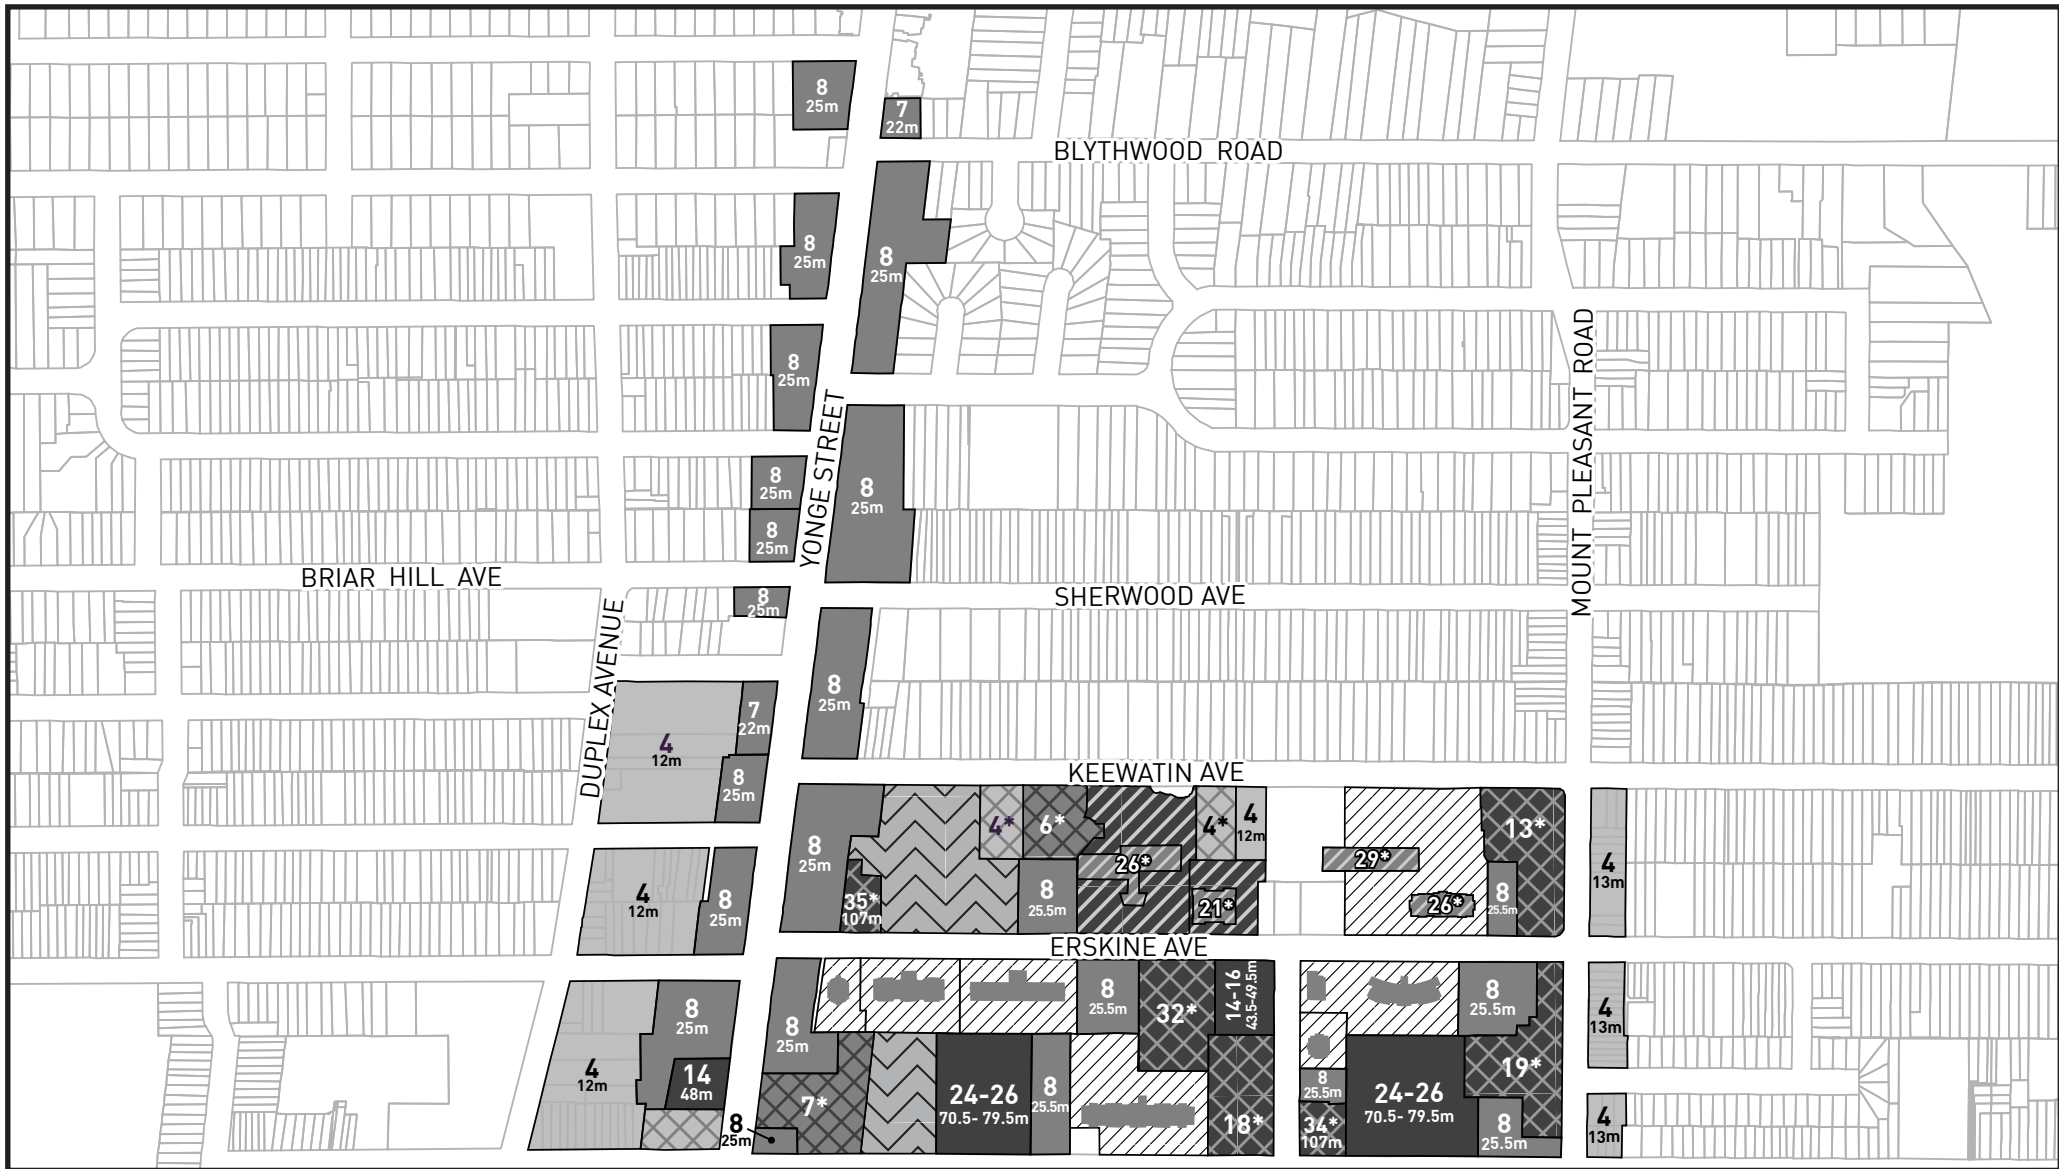 8
25m
7
22m
BLYTHWOOD ROAD
8
25m
8
25m
8
25m
MOUNT PLEASANT ROAD
YONGE STREET
8
25m
8
25m
8
25m
BRIAR HILL AVE
8
25m
SHERWOOD AVE
DUPLEX AVENUE
8
25m
7
22m
4
12m
8
25m
KEEWATIN AVE
8
25m
4*
6*
4*
4
12m
13*
26*
29*
4
13m
4
12m
8
25m
35*
107m
8
25.5m
21*
26*
8
25.5m
ERSKINE AVE
8
25m
8
25m
8
25.5m
32*
14-16
43.5-49.5m
8
25.5m
4
13m
4
12m
14
48m
7*
24-26
70.5- 79.5m
8
25.5m
18*
8
25.5m
24-26
70.5- 79.5m
19*
8
25m
34*
107m
8
25.5m
4
13m